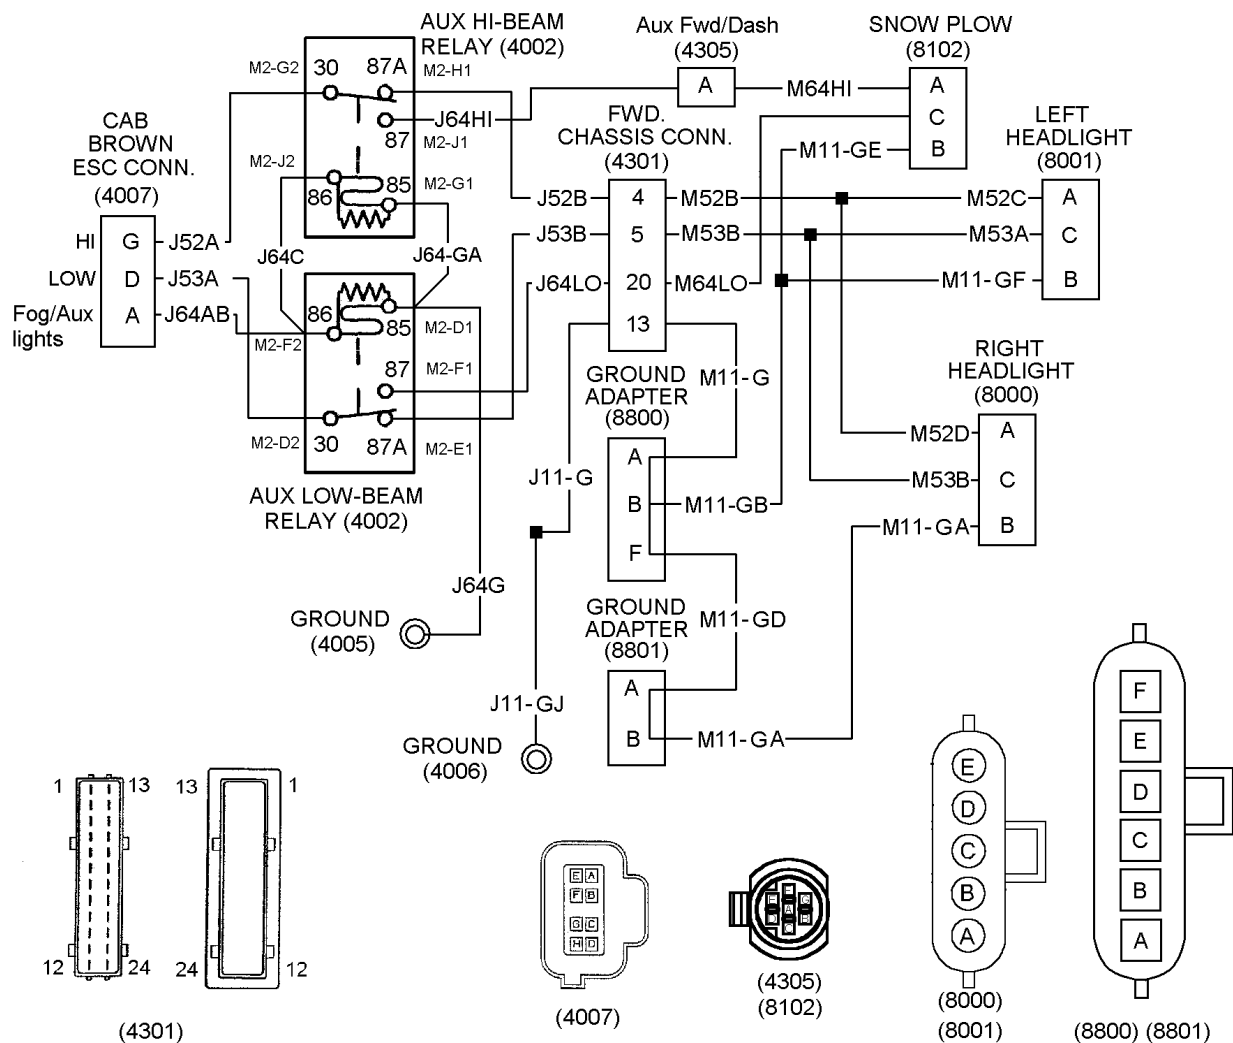 AUX HI-BEAM
RELAY (4002)
Aux Fwd/Dash
(4305)
SNOW PLOW
(8102)
M2-G2
30
87A
M2-H1
A
M64HI
A
J64HI
C
87
M2-J1
CAB
BROWN
ESC CONN.
(4007)
FWD.
CHASSIS CONN.
(4301)
LEFT
HEADLIGHT
(8001)
M11-GE
B
M2-J2
85
M2-G1
86
J52B
4
M52B
M52C
A
HI
G
J52A
J53B
5
M53B
M53A
C
J64C
J64-GA
LOW
D
J53A
J64LO
20
M64LO
M11-GF
B
Fog/Aux
lights
A
J64AB
86
85
M2-D1
13
M2-F2
87
M2-F1
RIGHT
HEADLIGHT
(8000)
GROUND
ADAPTER
(8800)
M11-G
M2-D2
30
87A
M2-E1
M52D
A
A
J11-G
M53B
C
AUX LOW-BEAM
RELAY (4002)
B
M11-GB
M11-GA
B
F
J64G
GROUND
(4005)
GROUND
ADAPTER
(8801)
M11-GD
A
J11-GJ
B
M11-GA
GROUND
(4006)
F
E
D
C
B
A
E
D
C
B
A
1
13
13
1
12
24
24
12
(4301)
E A
F B
G C
H D
(4007)
A
(4305)
(8102)
(8000)
(8001)
(8800) (8801)